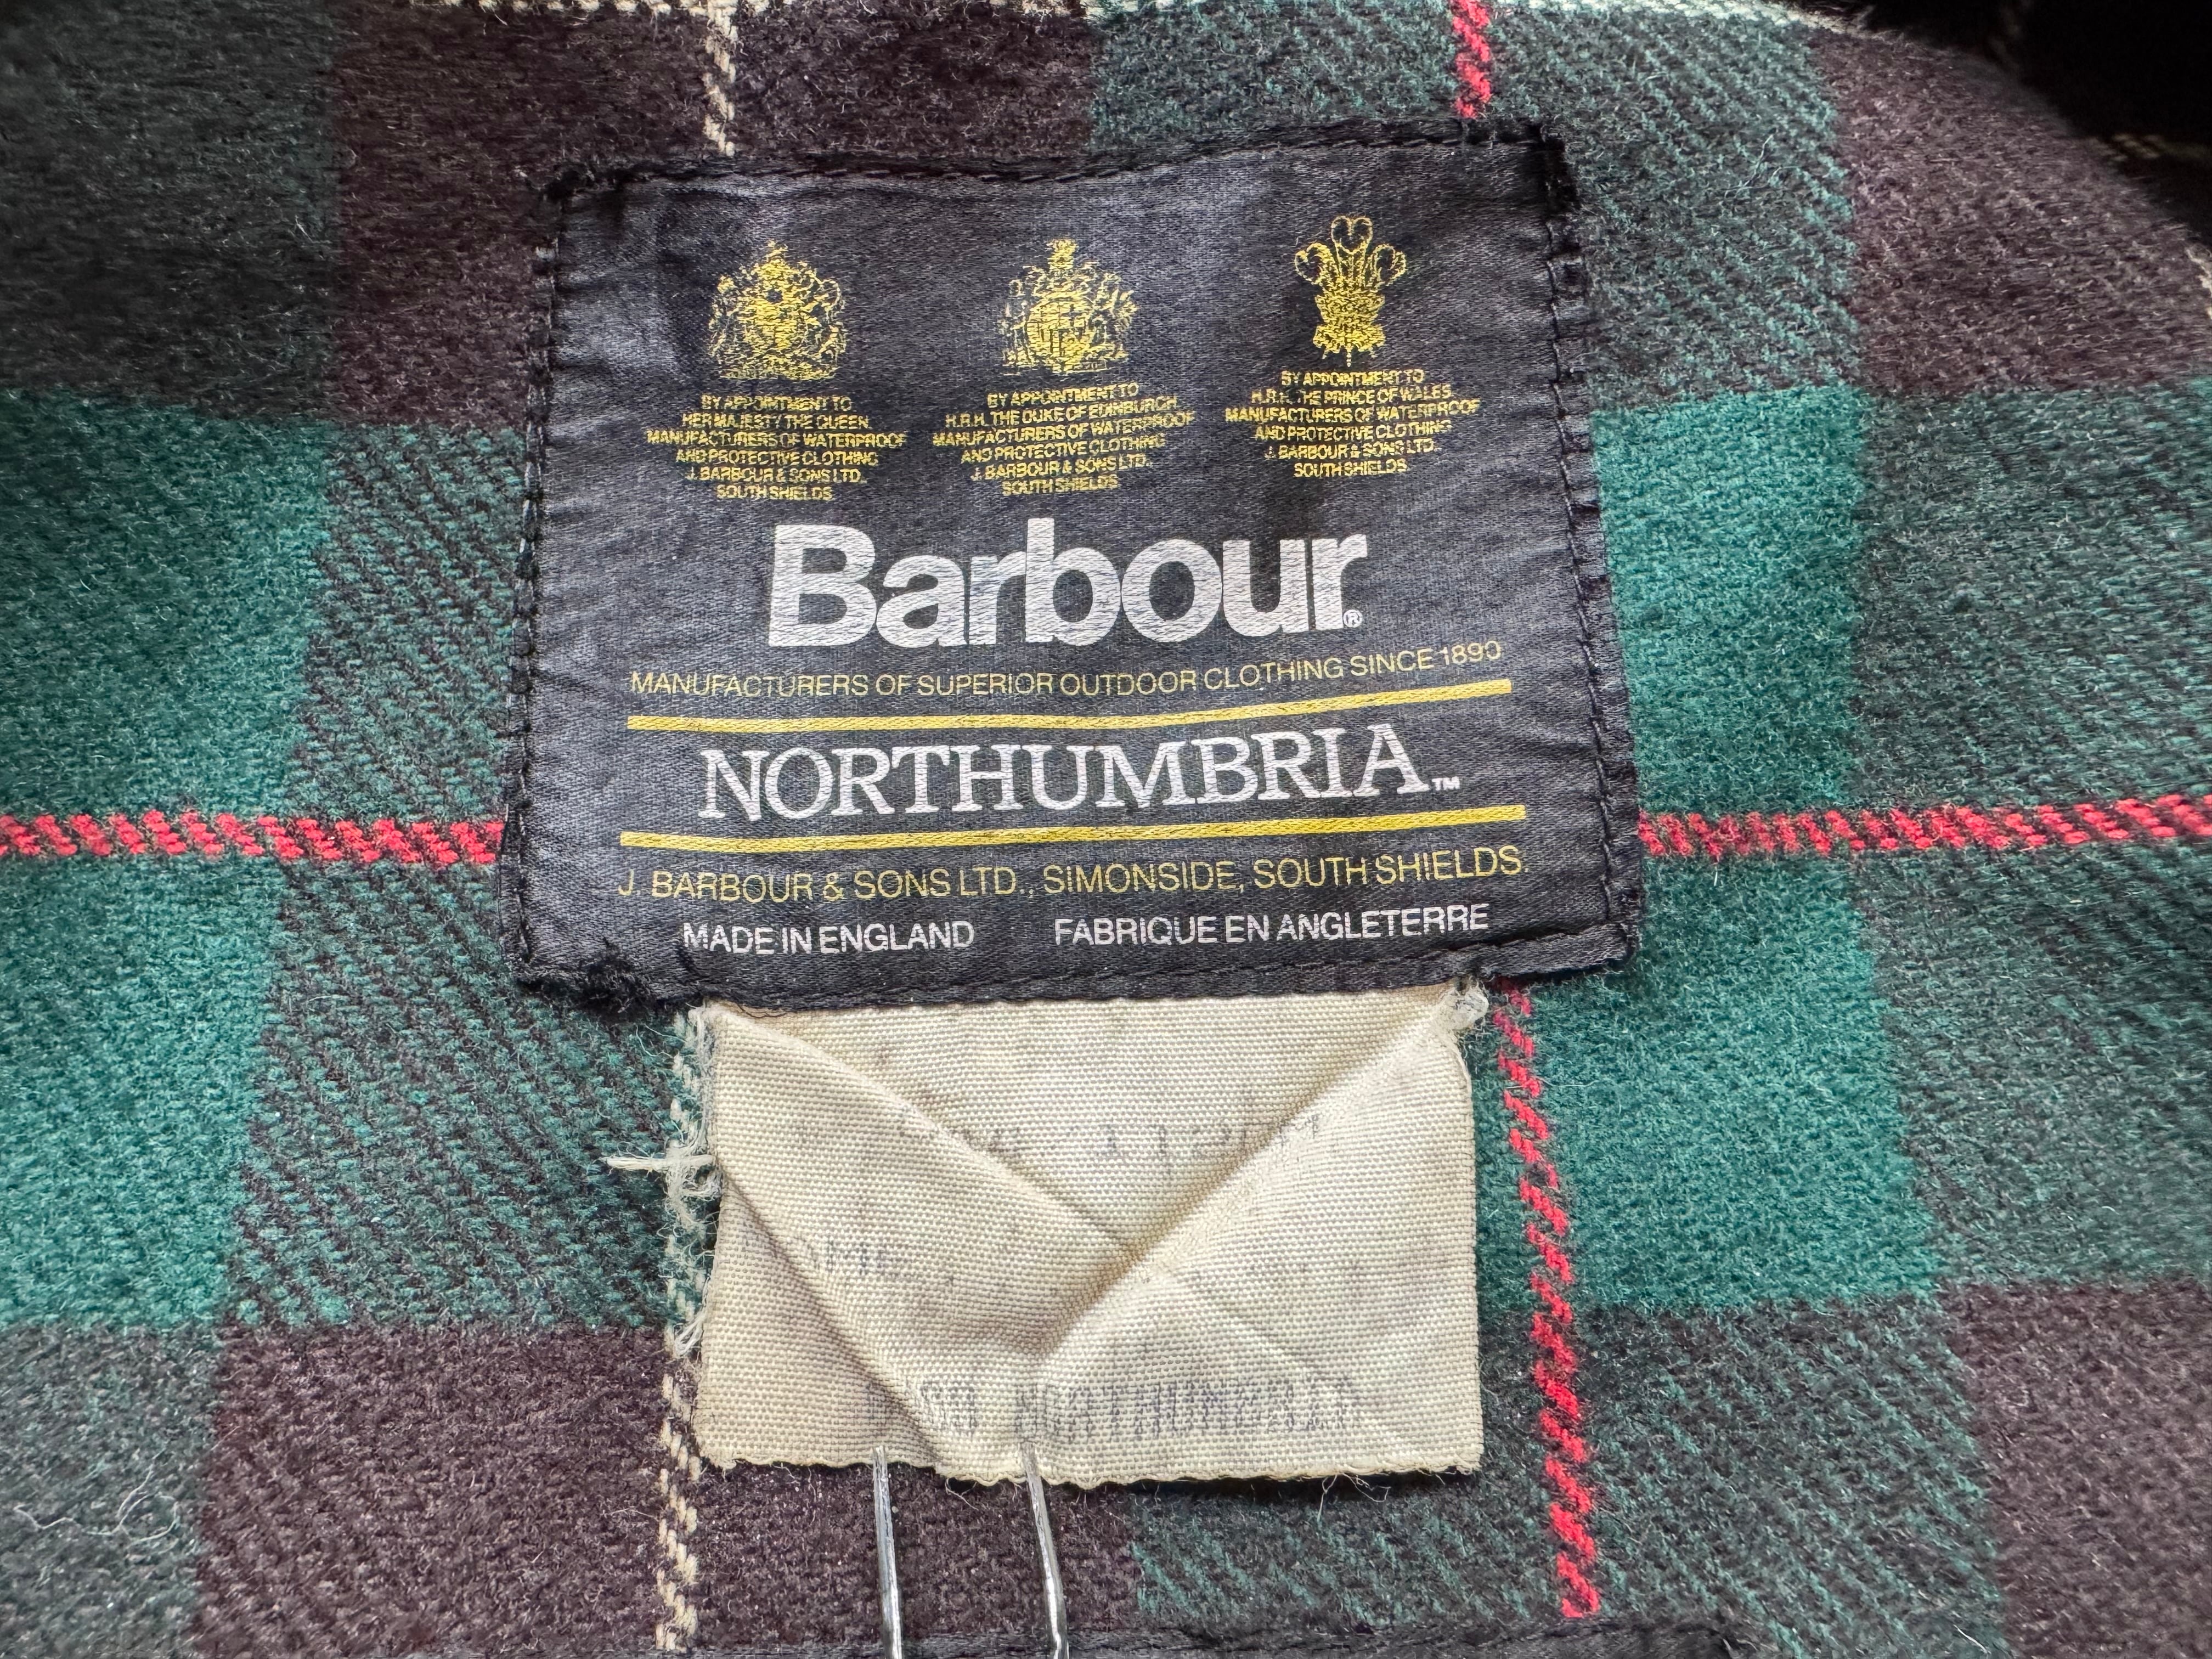 BY APPOINTMENT TO
HER MAJESTY THE QUEEN
MANUFACTURERS OF WATERPROOF
AND PROTECTIVE CLOTHING
J. BARBOUR & SONS LTD.
SOUTH SHIELDS
BY APPOINTMENT TO
H.R.H. THE DUKE OF EDINBURGH
MANUFACTURERS OF WATERPROOF
AND PROTECTIVE CLOTHING
J. BARBOUR & SONS LTD.
SOUTH SHIELDS
BY APPOINTMENT TO
H.R.H. THE PRINCE OF WALES
MANUFACTURERS OF WATERPROOF
AND PROTECTIVE CLOTHING
J. BARBOUR & SONS LTD.
SOUTH SHIELDS
Barbour®
MANUFACTURERS OF SUPERIOR OUTDOOR CLOTHING SINCE 1890
NORTHUMBRIA™
J. BARBOUR & SONS LTD., SIMONSIDE, SOUTH SHIELDS.
MADE IN ENGLAND FABRIQUE EN ANGLETERRE
NORTHUMBRIA